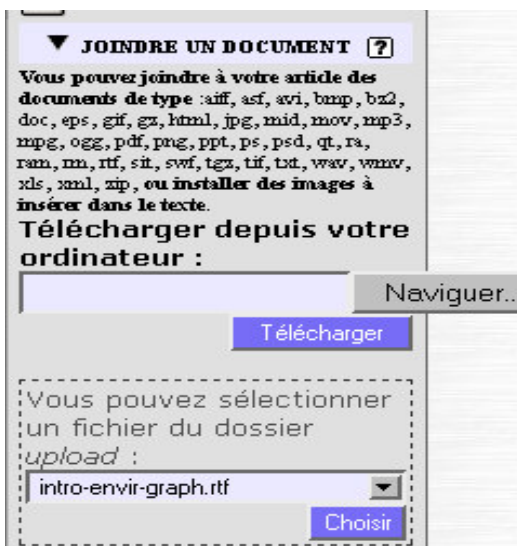 ▼ JOINDRE UN DOCUMENT [?]
Vous pouvez joindre à votre article des
documents de type :aiff, asf, avi, bmp, bz2,
doc, eps, gif, gz, html, jpg, mid, mov, mp3,
mpg, ogg, pdf, png, ppt, ps, psd, qt, ra,
ram, rm, rtf, sit, swf, tgz, tif, txt, wav, wmv,
xls, xml, zip, ou installer des images à
insérer dans le texte.
Télécharger depuis votre
ordinateur :
Naviguer...
Télécharger
Vous pouvez sélectionner
un fichier du dossier
upload :
intro-envir-graph.rtf
Choisir